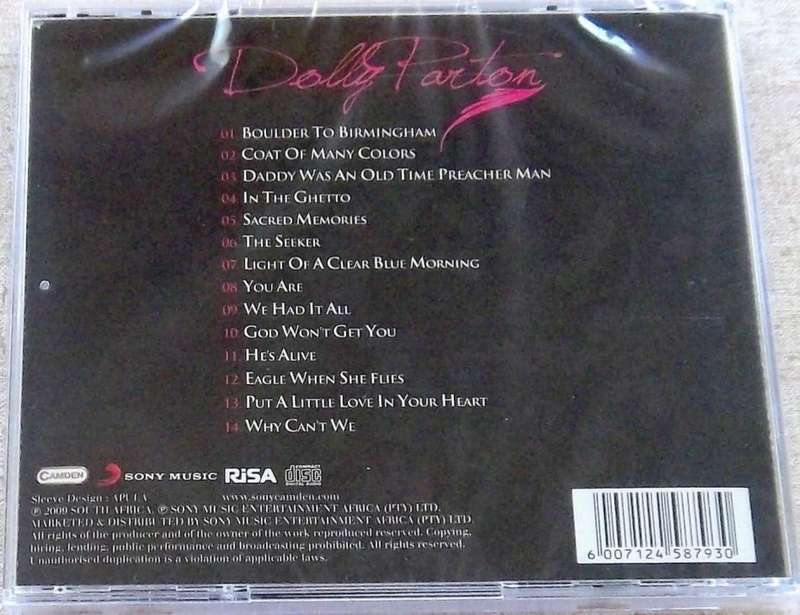 Dolly Parton
01 BOULDER TO BIRMINGHAM
02 COAT OF MANY COLORS
03 DADDY WAS AN OLD TIME PREACHER MAN
04 IN THE GHETTO
05 SACRED MEMORIES
06 THE SEEKER
07 LIGHT OF A CLEAR BLUE MORNING
08 YOU ARE
09 WE HAD IT ALL
10 GOD WON'T GET YOU
11 HE'S ALIVE
12 EAGLE WHEN SHE FLIES
13 PUT A LITTLE LOVE IN YOUR HEART
14 WHY CAN'T WE
CAMDEN SONY MUSIC RiSA COMPACT disc DIGITAL AUDIO
Sleeve Design : APULA www.sonycamden.com
℗ 2009 SOUTH AFRICA. ℗ SONY MUSIC ENTERTAINMENT AFRICA (PTY) LTD.
MARKETED & DISTRIBUTED BY SONY MUSIC ENTERTAINMENT AFRICA (PTY) LTD.
All rights of the producer and of the owner of the work reproduced reserved. Copying,
hiring, lending, public performance and broadcasting prohibited. All rights reserved.
Unauthorised duplication is a violation of applicable laws.
6 007124 587930